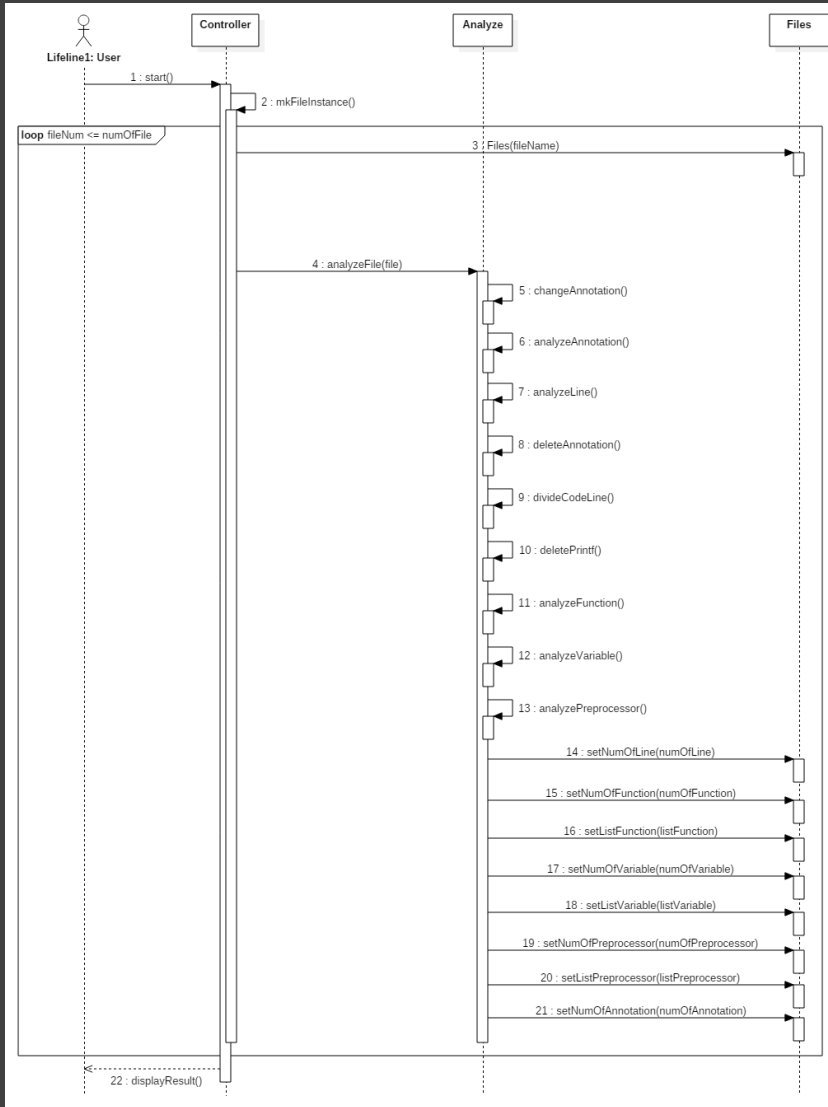 Controller
Analyze
Files
Lifeline1: User
1 : start()
2 : mkFileInstance()
loop fileNum <= numOfFile
3 : Files(fileName)
4 : analyzeFile(file)
5 : changeAnnotation()
6 : analyzeAnnotation()
7 : analyzeLine()
8 : deleteAnnotation()
9 : divideCodeLine()
10 : deletePrintf()
11 : analyzeFunction()
12 : analyzeVariable()
13 : analyzePreprocessor()
14 : setNumOfLine(numOfLine)
15 : setNumOfFunction(numOfFunction)
16 : setListFunction(listFunction)
17 : setNumOfVariable(numOfVariable)
18 : setListVariable(listVariable)
19 : setNumOfPreprocessor(numOfPreprocessor)
20 : setListPreprocessor(listPreprocessor)
21 : setNumOfAnnotation(numOfAnnotation)
22 : displayResult()